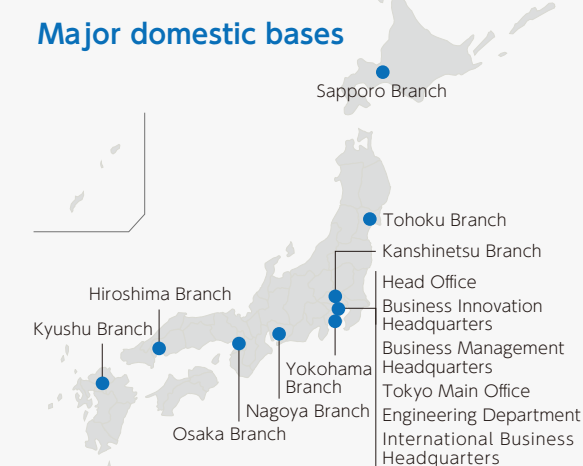 Major domestic bases
Sapporo Branch
Tohoku Branch
Kanshinetsu Branch
Head Office
Business Innovation
Headquarters
Business Management
Headquarters
Tokyo Main Office
Engineering Department
International Business
Headquarters
Hiroshima Branch
Kyushu Branch
Yokohama
Branch
Nagoya Branch
Osaka Branch